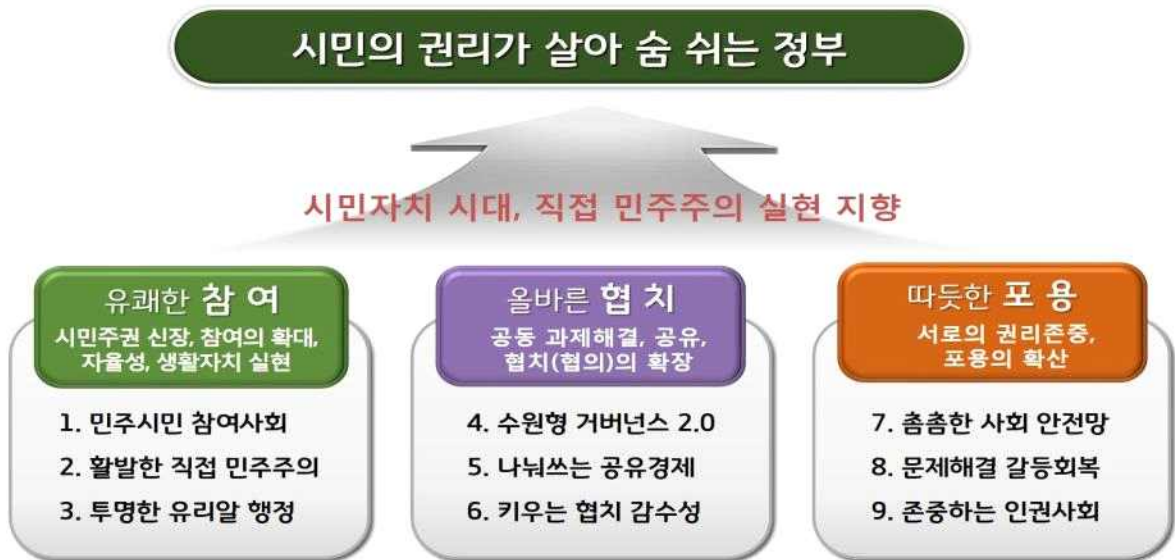 시민의 권리가 살아 숨 쉬는 정부
시민자치 시대, 직접 민주주의 실현 지향
유쾌한 참 여
시민주권 신장, 참여의 확대,
자율성, 생활자치 실현
1. 민주시민 참여사회
2. 활발한 직접 민주주의
3. 투명한 유리알 행정
올바른 협 치
공동 과제해결, 공유,
협치(협의)의 확장
4. 수원형 거버넌스 2.0
5. 나눠쓰는 공유경제
6. 키우는 협치 감수성
따듯한 포 용
서로의 권리존중,
포용의 확산
7. 촘촘한 사회 안전망
8. 문제해결 갈등회복
9. 존중하는 인권사회